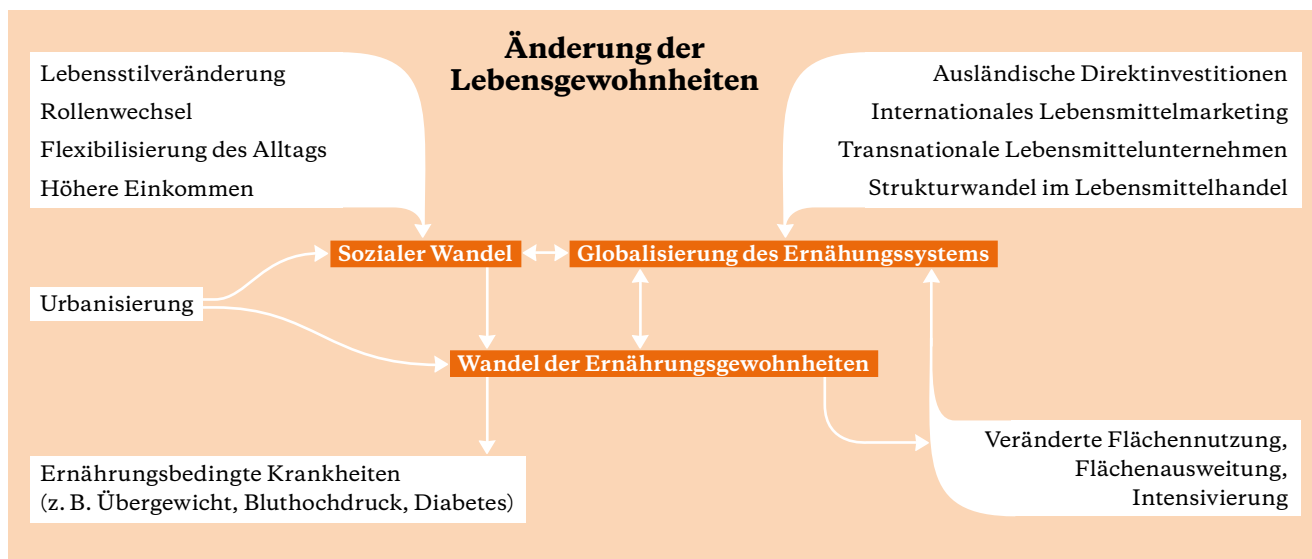 Änderung der
Lebensgewohnheiten
Lebensstilveränderung
Rollenwechsel
Flexibilisierung des Alltags
Höhere Einkommen
Ausländische Direktinvestitionen
Internationales Lebensmittelmarketing
Transnationale Lebensmittelunternehmen
Strukturwandel im Lebensmittelhandel
Sozialer Wandel
Globalisierung des Ernähungssystems
Urbanisierung
Wandel der Ernährungsgewohnheiten
Ernährungsbedingte Krankheiten
(z. B. Übergewicht, Bluthochdruck, Diabetes)
Veränderte Flächennutzung,
Flächenausweitung,
Intensivierung